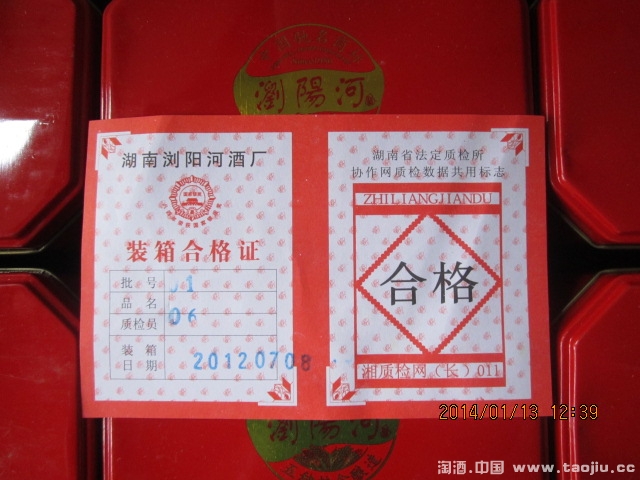 瀏陽河
湖南浏阳河酒厂
装箱合格证
批号 01
品名
质检员 06
装箱日期 20120708
湖南省法定质检所
协作网质检数据共用标志
ZHILIANGJIANDU
合格
湘质检网（长）011
2014/01/13 12:39
瀏陽河
淘酒.中国 www.taojiu.cc